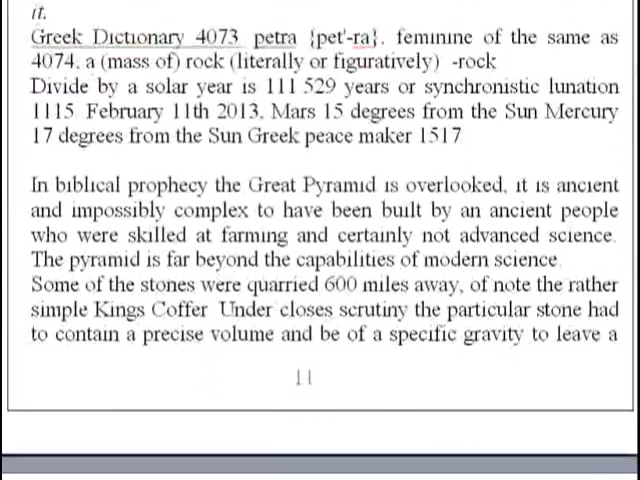 it.
Greek Dictionary 4073 petra {pet'-ra}. feminine of the same as
4074. a (mass of) rock (literally or figuratively) -rock
Divide by a solar year is 111 529 years or synchronistic lunation
1115 February 11th 2013. Mars 15 degrees from the Sun Mercury
17 degrees from the Sun Greek peace maker 1517
In biblical prophecy the Great Pyramid is overlooked, it is ancient
and impossibly complex to have been built by an ancient people
who were skilled at farming and certainly not advanced science.
The pyramid is far beyond the capabilities of modern science
Some of the stones were quarried 600 miles away, of note the rather
simple Kings Coffer Under closes scrutiny the particular stone had
to contain a precise volume and be of a specific gravity to leave a
11